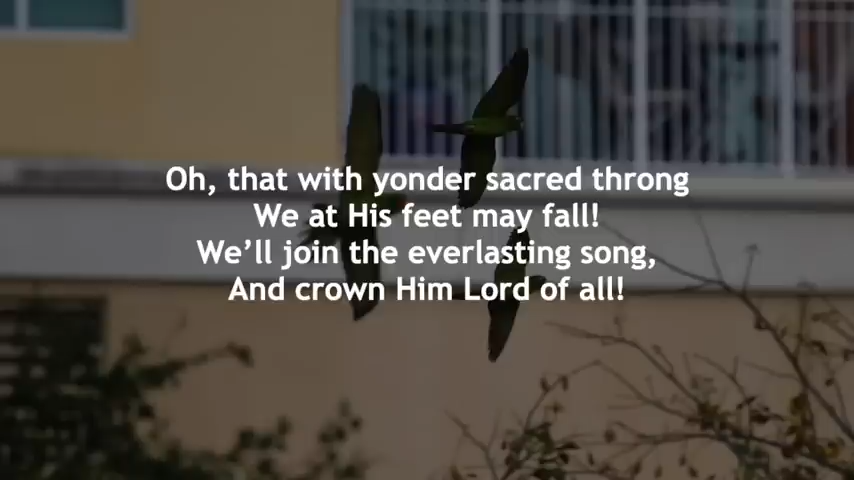 Oh, that with yonder sacred throng
We at His feet may fall!
We’ll join the everlasting song,
And crown Him Lord of all!